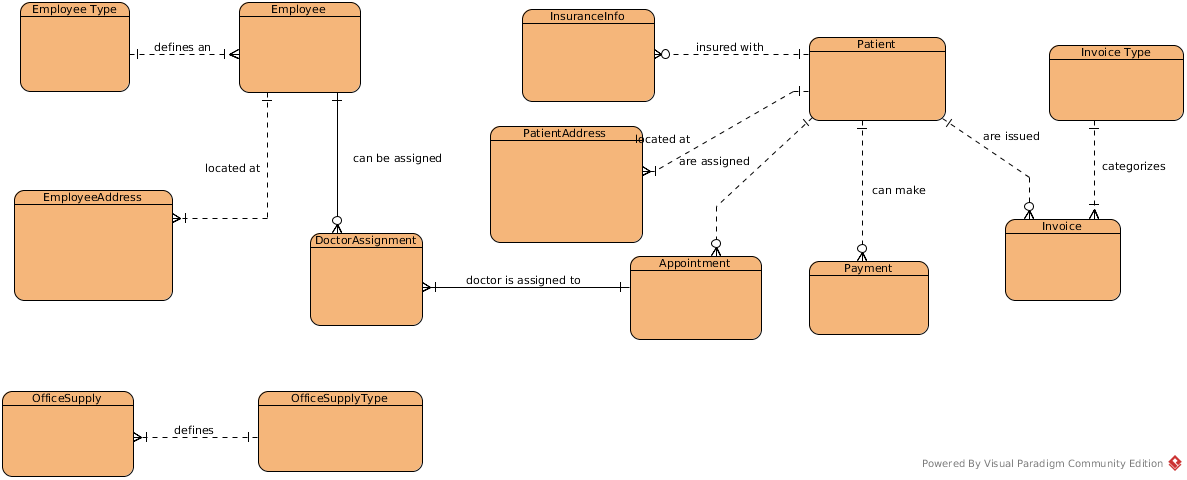 Employee Type
Employee
InsuranceInfo
Patient
Invoice Type
defines an
insured with
PatientAddress
located at
are issued
can be assigned
are assigned
located at
categorizes
can make
EmployeeAddress
Invoice
DoctorAssignment
Appointment
Payment
doctor is assigned to
OfficeSupply
OfficeSupplyType
defines
Powered By Visual Paradigm Community Edition